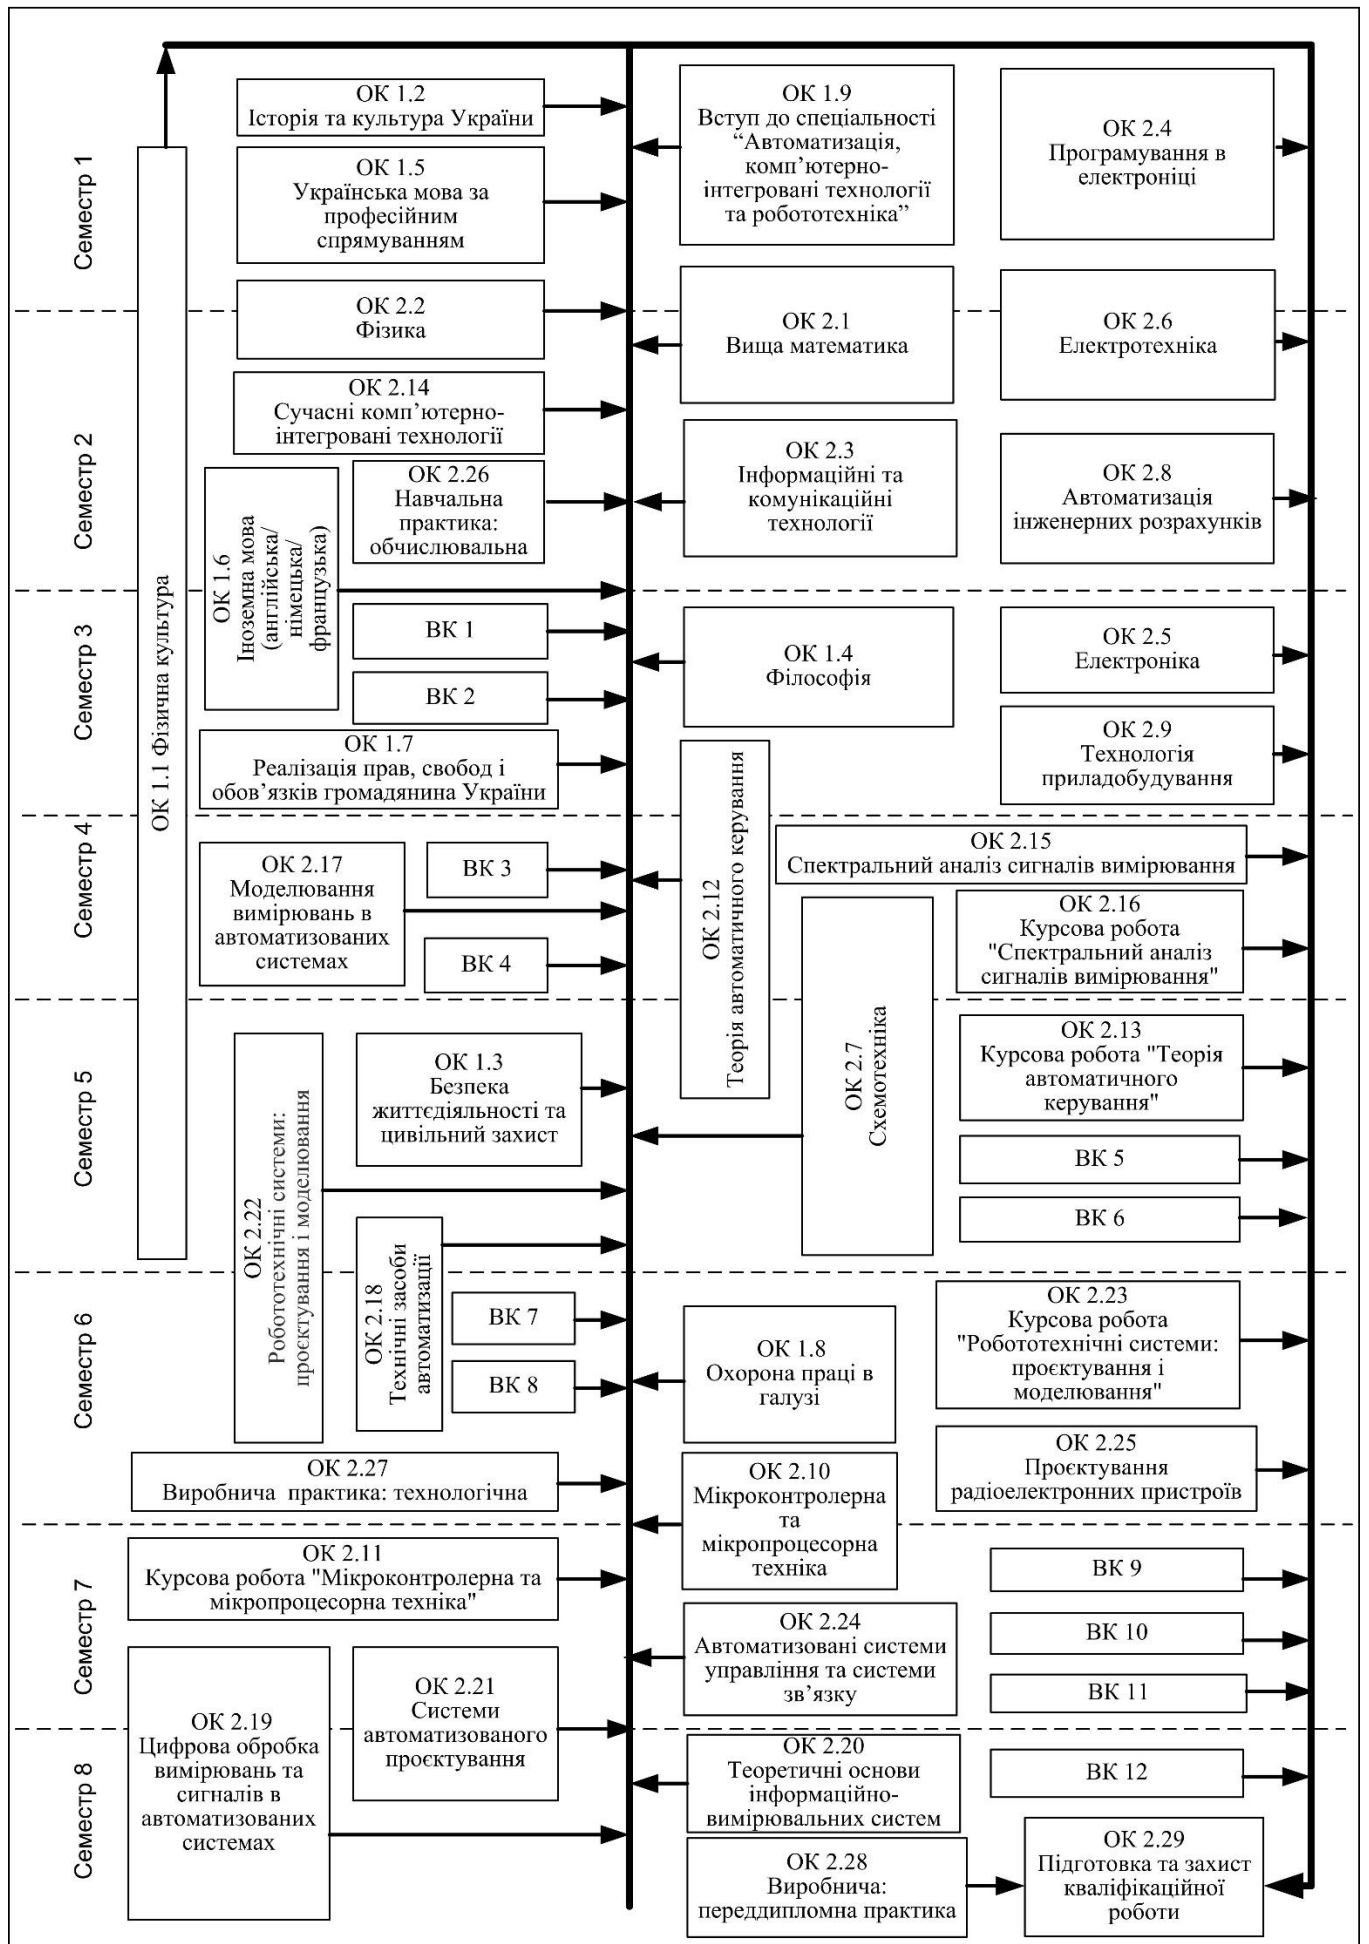 Семестр 1
ОК 1.1 Фізична культура
ОК 1.2
Історія та культура України
ОК 1.5
Українська мова за
професійним
спрямуванням
ОК 1.9
Вступ до спеціальності
“Автоматизація,
комп’ютерно-
інтегровані технології
та робототехніка”
ОК 2.4
Програмування в
електроніці
ОК 2.2
Фізика
ОК 2.1
Вища математика
ОК 2.6
Електротехніка
Семестр 2
ОК 2.14
Сучасні комп’ютерно-
інтегровані технології
ОК 2.26
Навчальна
практика:
обчислювальна
ОК 2.3
Інформаційні та
комунікаційні
технології
ОК 2.8
Автоматизація
інженерних розрахунків
ОК 1.6
Іноземна мова
(англійська/
німецька/
французька)
Семестр 3
ВК 1
ВК 2
ОК 1.4
Філософія
ОК 2.5
Електроніка
ОК 1.7
Реалізація прав, свобод і
обов’язків громадянина України
ОК 2.9
Технологія
приладобудування
ОК 2.12
Теорія автоматичного керування
Семестр 4
ОК 2.17
Моделювання
вимірювань в
автоматизованих
системах
ВК 3
ВК 4
ОК 2.15
Спектральний аналіз сигналів вимірювання
ОК 2.16
Курсова робота
"Спектральний аналіз
сигналів вимірювання"
ОК 2.7
Схемотехніка
Семестр 5
ОК 2.22
Робототехнічні системи:
проєктування і моделювання
ОК 1.3
Безпека
життєдіяльності та
цивільний захист
ОК 2.13
Курсова робота "Теорія
автоматичного
керування"
ВК 5
ВК 6
ОК 2.18
Технічні засоби
автоматизації
Семестр 6
ВК 7
ВК 8
ОК 1.8
Охорона праці в
галузі
ОК 2.23
Курсова робота
"Робототехнічні системи:
проєктування і
моделювання"
ОК 2.27
Виробнича практика: технологічна
ОК 2.10
Мікроконтролерна
та
мікропроцесорна
техніка
ОК 2.25
Проєктування
радіоелектронних пристроїв
Семестр 7
ОК 2.11
Курсова робота "Мікроконтролерна та
мікропроцесорна техніка"
ОК 2.24
Автоматизовані системи
управління та системи
зв’язку
ВК 9
ВК 10
ВК 11
ОК 2.19
Цифрова обробка
вимірювань та
сигналів в
автоматизованих
системах
ОК 2.21
Системи
автоматизованого
проєктування
Семестр 8
ОК 2.20
Теоретичні основи
інформаційно-
вимірювальних систем
ВК 12
ОК 2.28
Виробнича:
переддипломна практика
ОК 2.29
Підготовка та захист
кваліфікаційної
роботи